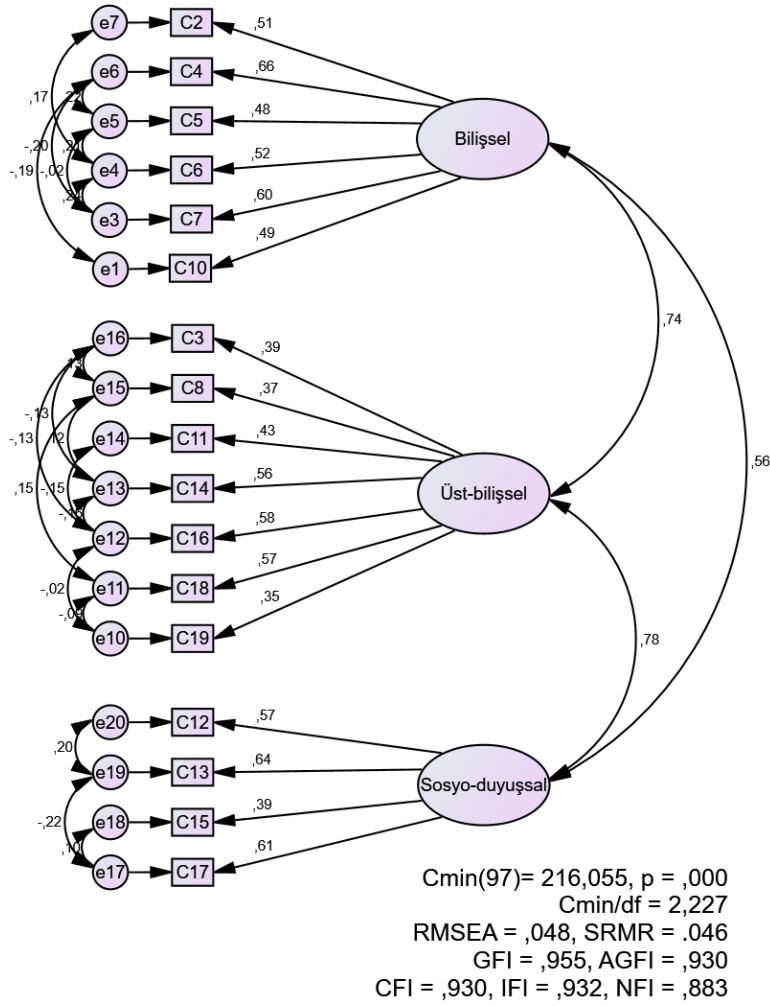 e7 C2 ,51
e6 C4 ,66
,17
e5 C5 ,48
Bilişsel
-,20
e4 C6 ,52
-,19 -,02
e3 C7 ,60
e1 C10 ,49
,74
e16 C3 ,39
e15 C8 ,37
-,13
-,13
e14 C11 ,43
,56
,15 -,15
e13 C14 ,56
Üst-bilişsel
e12 C16 ,58
-,02
e11 C18 ,57
e10 C19 ,35
,78
e20 C12 ,57
,20
e19 C13 ,64
Sosyo-duyuşsal
-,22
e18 C15 ,39
,10
e17 C17 ,61
Cmin(97)= 216,055, p = ,000
Cmin/df = 2,227
RMSEA = ,048, SRMR = .046
GFI = ,955, AGFI = ,930
CFI = ,930, IFI = ,932, NFI = ,883